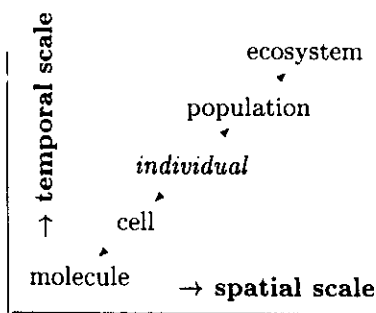 ecosystem
population
individual
cell
molecule
→ spatial scale
↑ temporal scale